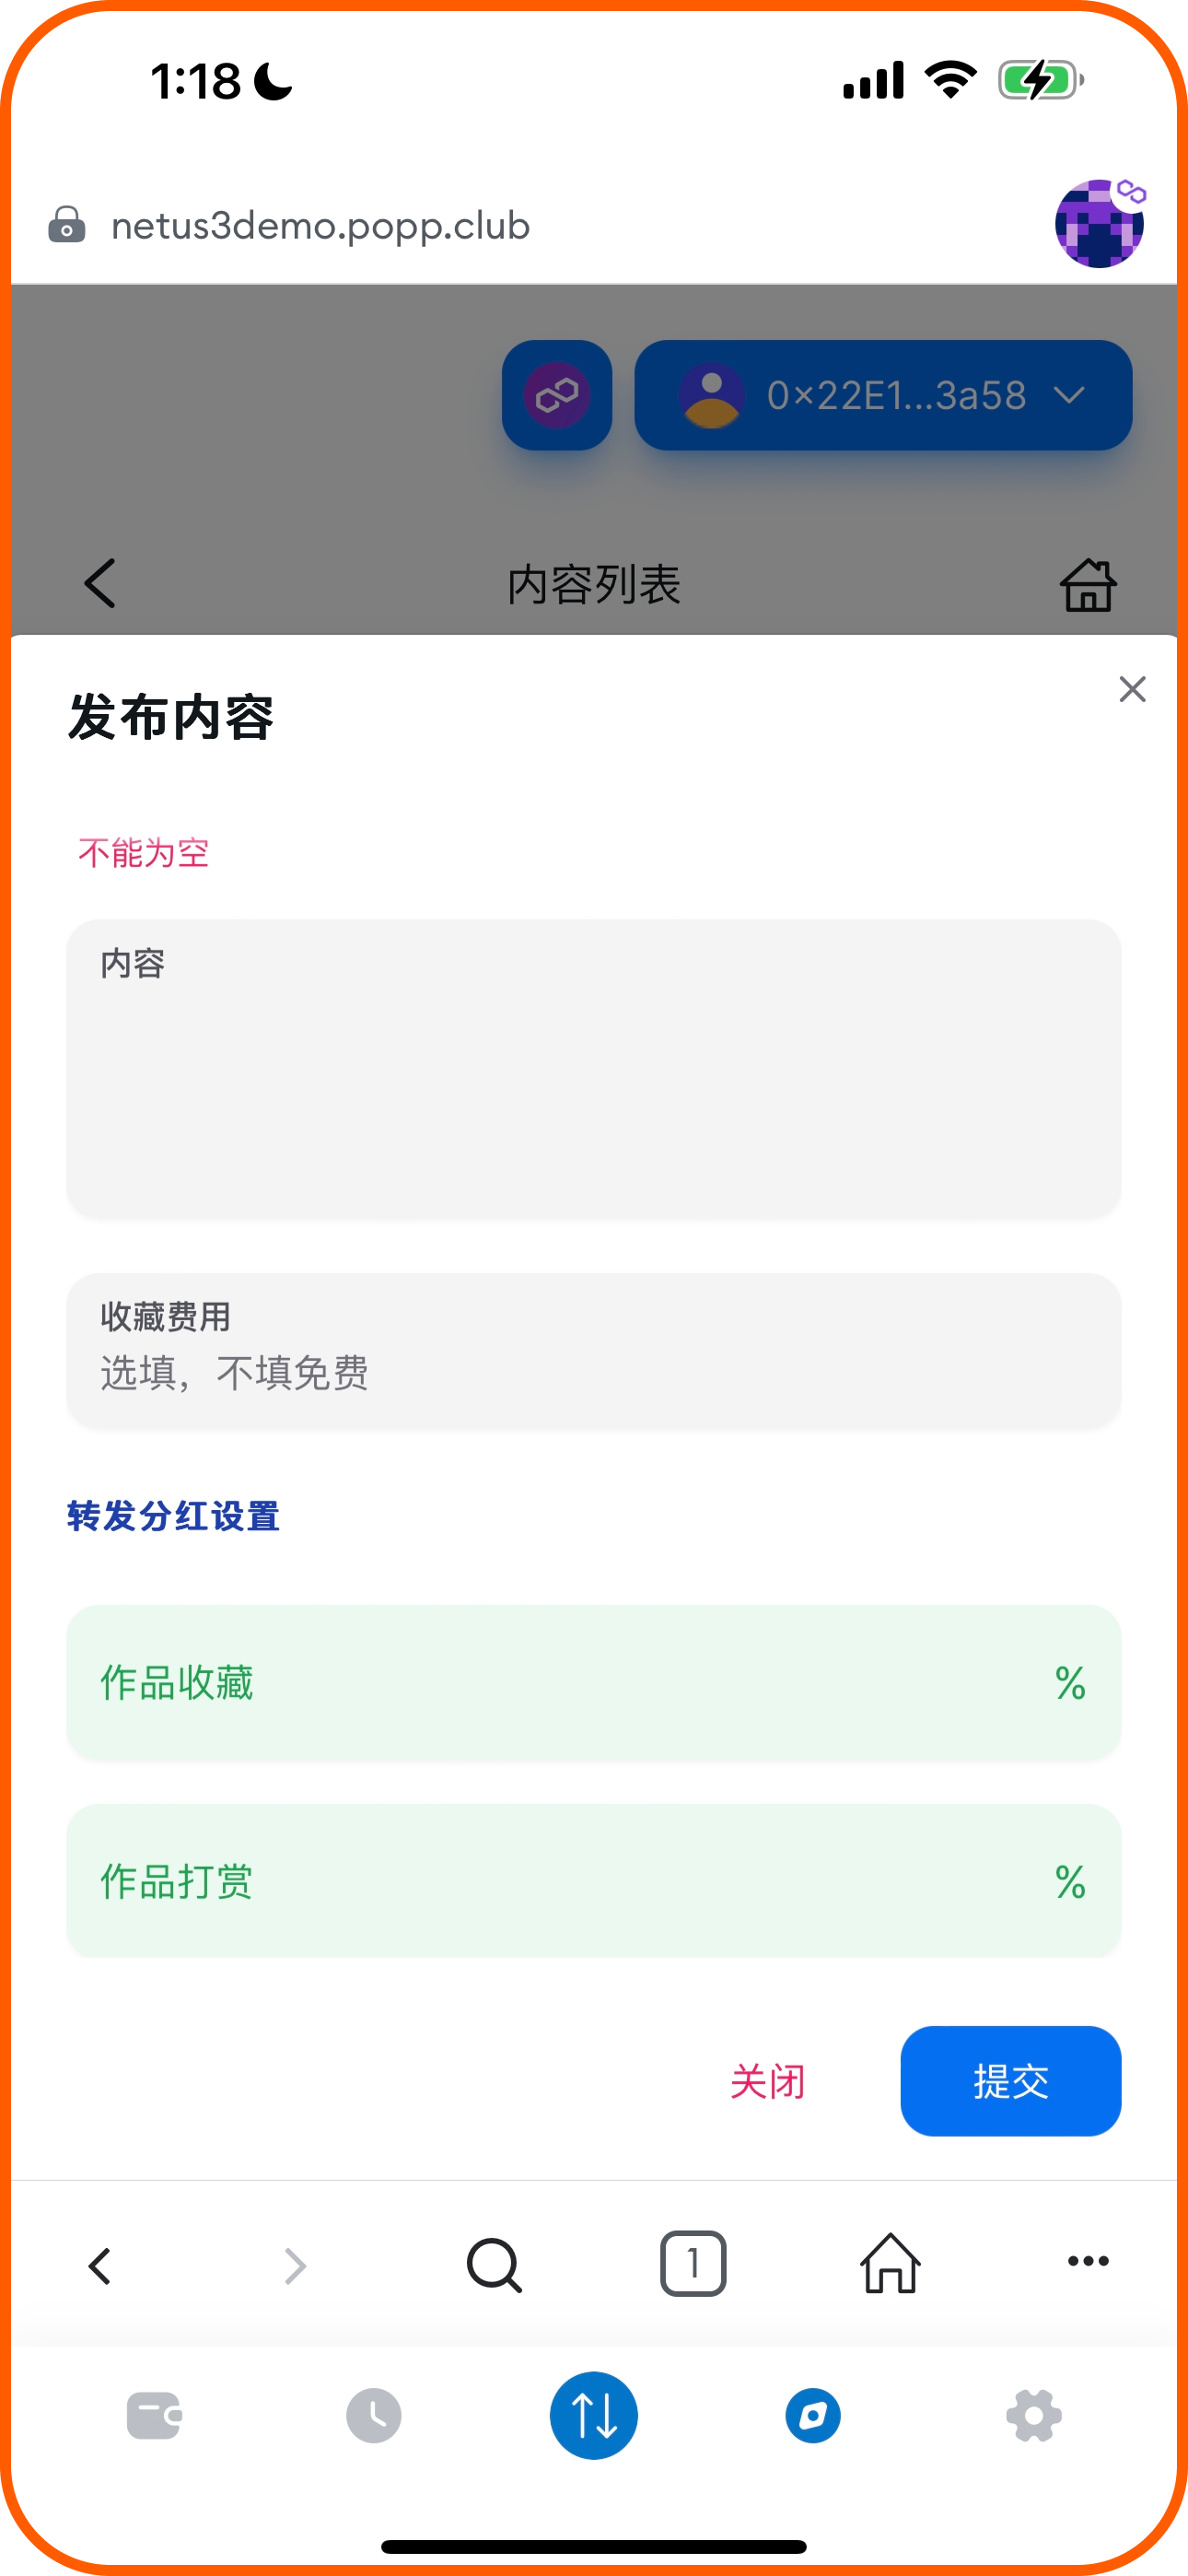 1:18
netus3demo.popp.club
0×22E1...3a58
内容列表
发布内容
不能为空
内容
收藏费用
选填，不填免费
转发分红设置
作品收藏 %
作品打赏 %
关闭 提交
1